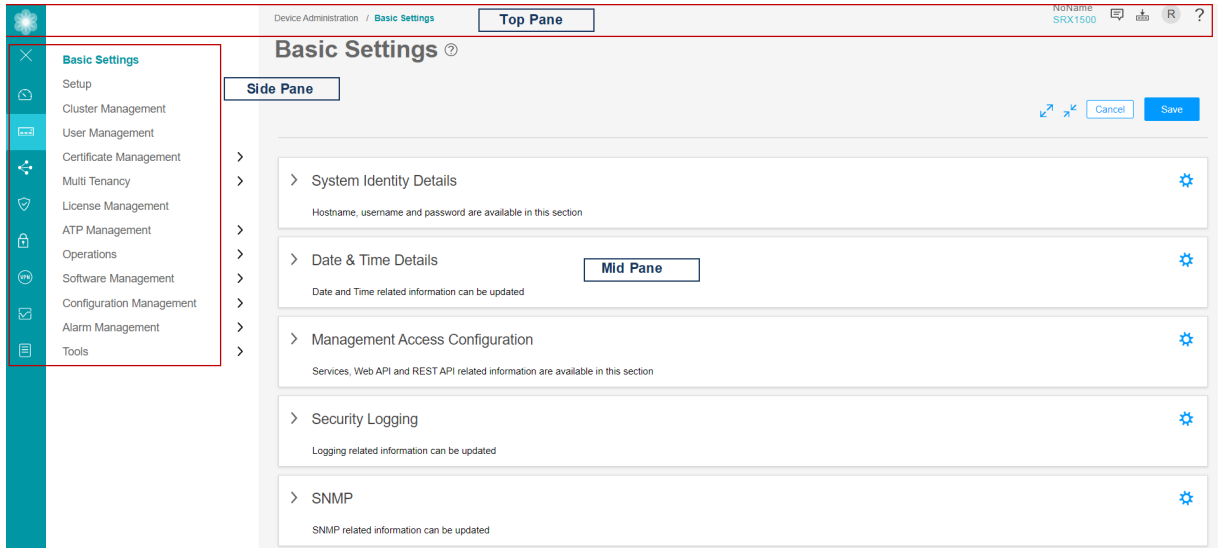 Device Administration / Basic Settings
Top Pane
NoName
SRX1500
R
?
Basic Settings ?
Side Pane
Basic Settings
Setup
Cluster Management
User Management
Certificate Management
Multi Tenancy
License Management
ATP Management
Operations
Software Management
Configuration Management
Alarm Management
Tools
VPN
Cancel
Save
System Identity Details
Hostname, username and password are available in this section
Date & Time Details
Mid Pane
Date and Time related information can be updated
Management Access Configuration
Services, Web API and REST API related information are available in this section
Security Logging
Logging related information can be updated
SNMP
SNMP related information can be updated